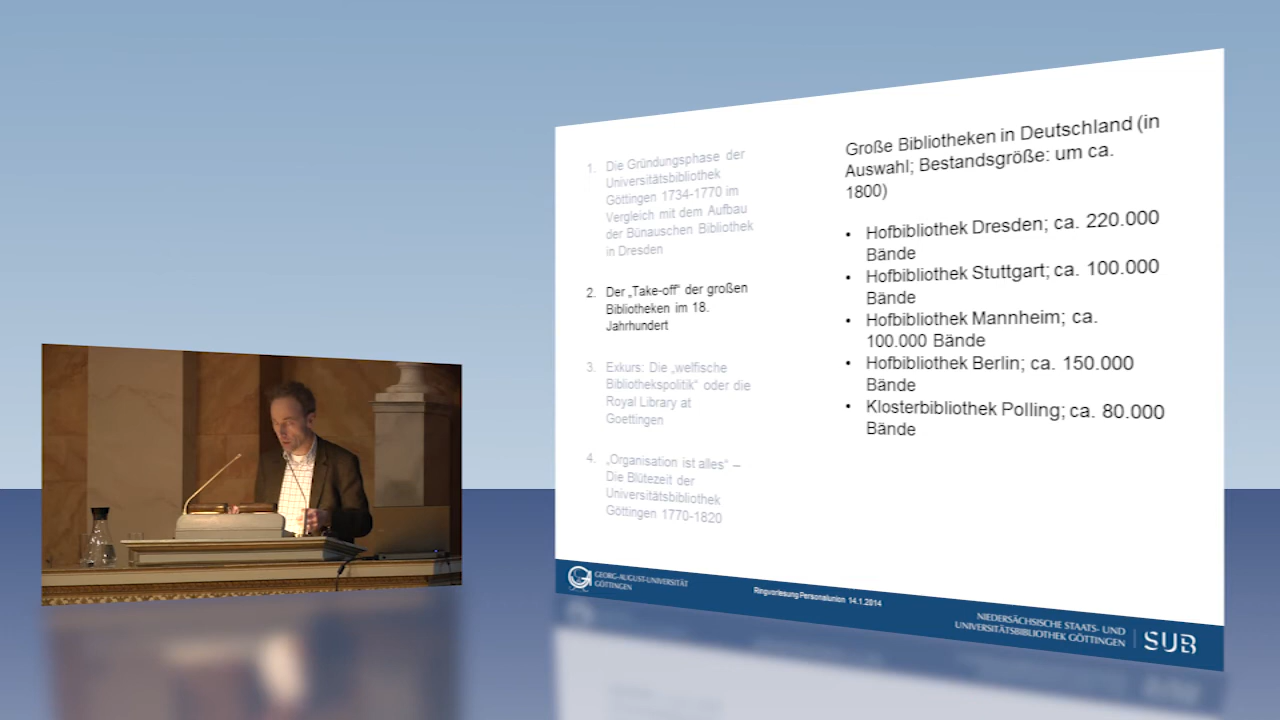 1. Die Gründungsphase der
Universitätsbibliothek
Göttingen 1734-1770 im
Vergleich mit dem Aufbau
der Bünauschen Bibliothek
in Dresden
2. Der „Take-off“ der großen
Bibliotheken im 18.
Jahrhundert
3. Exkurs: Die „welfische
Bibliothekspolitik“ oder die
Royal Library at
Goettingen
4. „Organisation ist alles“ –
Die Blütezeit der
Universitätsbibliothek
Göttingen 1770-1820
Große Bibliotheken in Deutschland (in
Auswahl; Bestandsgröße: um ca.
1800)
• Hofbibliothek Dresden; ca. 220.000
Bände
• Hofbibliothek Stuttgart; ca. 100.000
Bände
• Hofbibliothek Mannheim; ca.
100.000 Bände
• Hofbibliothek Berlin; ca. 150.000
Bände
• Klosterbibliothek Polling; ca. 80.000
Bände
GEORG-AUGUST-UNIVERSITÄT
GÖTTINGEN
Ringvorlesung Personalunion 14.1.2014
NIEDERSÄCHSISCHE STAATS- UND
UNIVERSITÄTSBIBLIOTHEK GÖTTINGEN
SUB